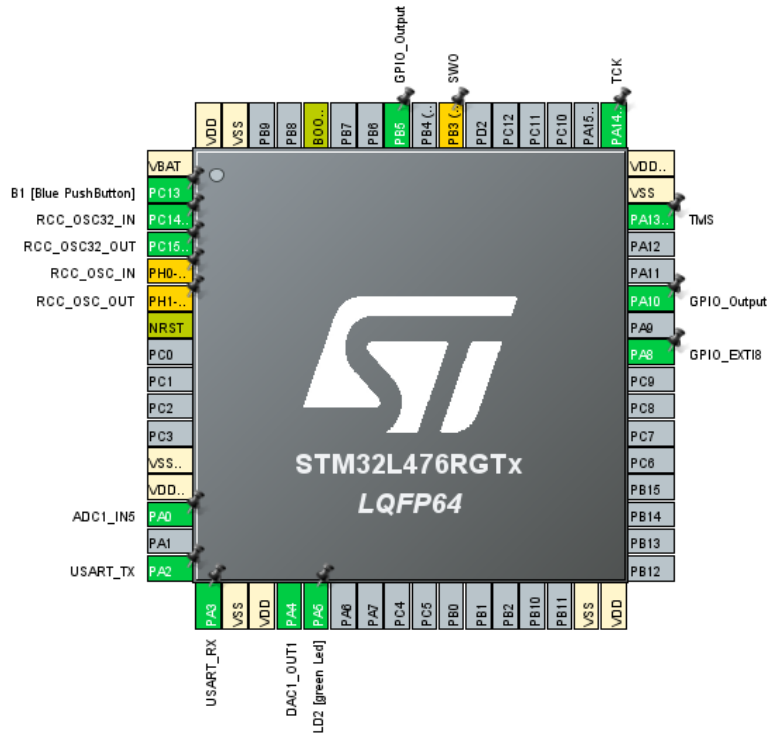 GPIO_Output
SWO
TCK
VDD
VSS
PB9
PB8
BOO..
PB7
PB6
PB5
PB4 (..
PB3 (..
PD2
PC12
PC11
PC10
PA15..
PA14..
VBAT
B1 [Blue PushButton] PC13
RCC_OSC32_IN PC14..
RCC_OSC32_OUT PC15..
RCC_OSC_IN PH0-..
RCC_OSC_OUT PH1-..
NRST
PC0
PC1
PC2
PC3
VSS..
VDD..
ADC1_IN5 PA0
PA1
USART_TX PA2
STM32L476RGTx
LQFP64
VDD..
VSS
PA13.. TMS
PA12
PA11
PA10 GPIO_Output
PA9
PA8 GPIO_EXTI8
PC9
PC8
PC7
PC6
PB15
PB14
PB13
PB12
PA3
VSS
VDD
PA4
PA5
PA6
PA7
PC4
PC5
PB0
PB1
PB2
PB10
PB11
VSS
VDD
USART_RX
DAC1_OUT1
LD2 [green Led]